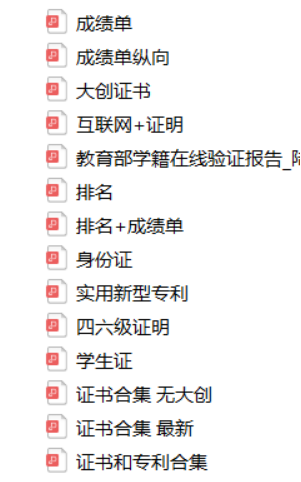 成绩单
成绩单纵向
大创证书
互联网+证明
教育部学籍在线验证报告_
排名
排名+成绩单
身份证
实用新型专利
四六级证明
学生证
证书合集 无大创
证书合集 最新
证书和专利合集